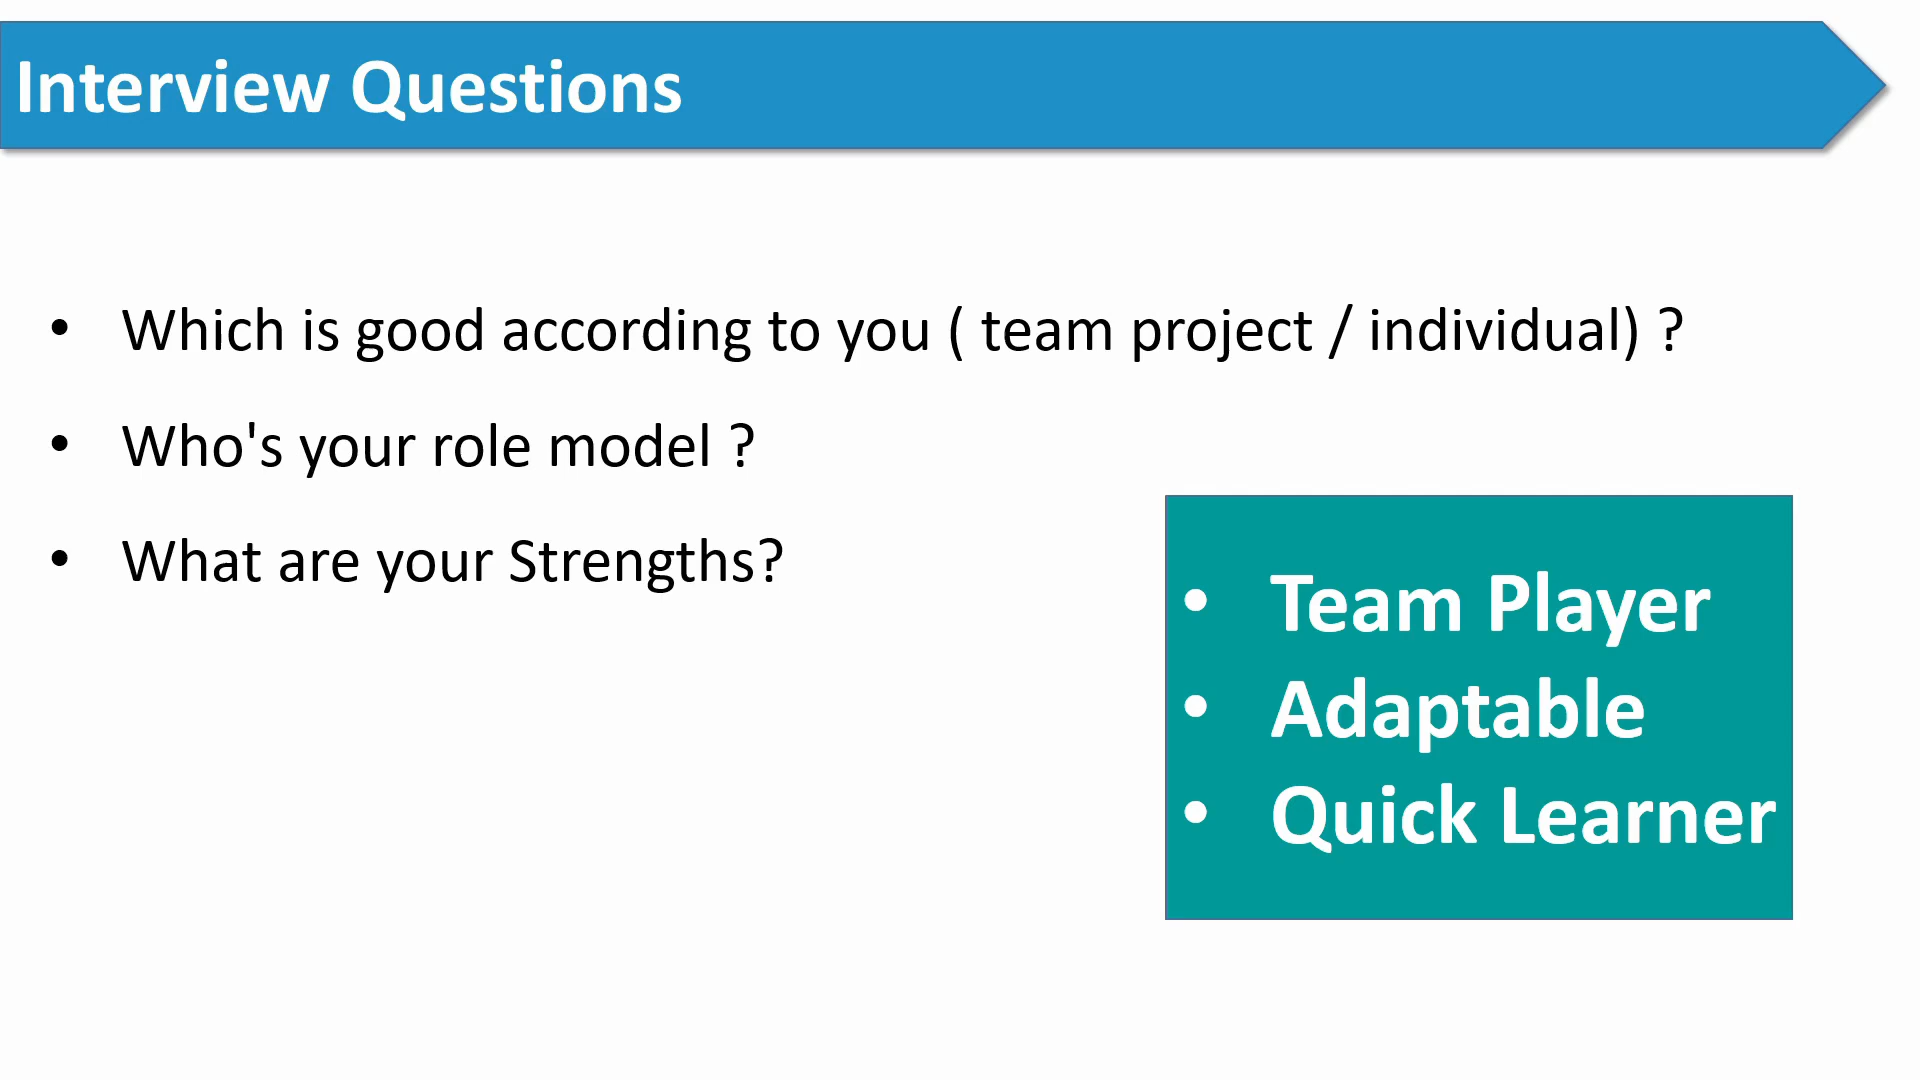 Interview Questions
• Which is good according to you ( team project / individual) ?
• Who's your role model ?
• What are your Strengths?
• Team Player
• Adaptable
• Quick Learner